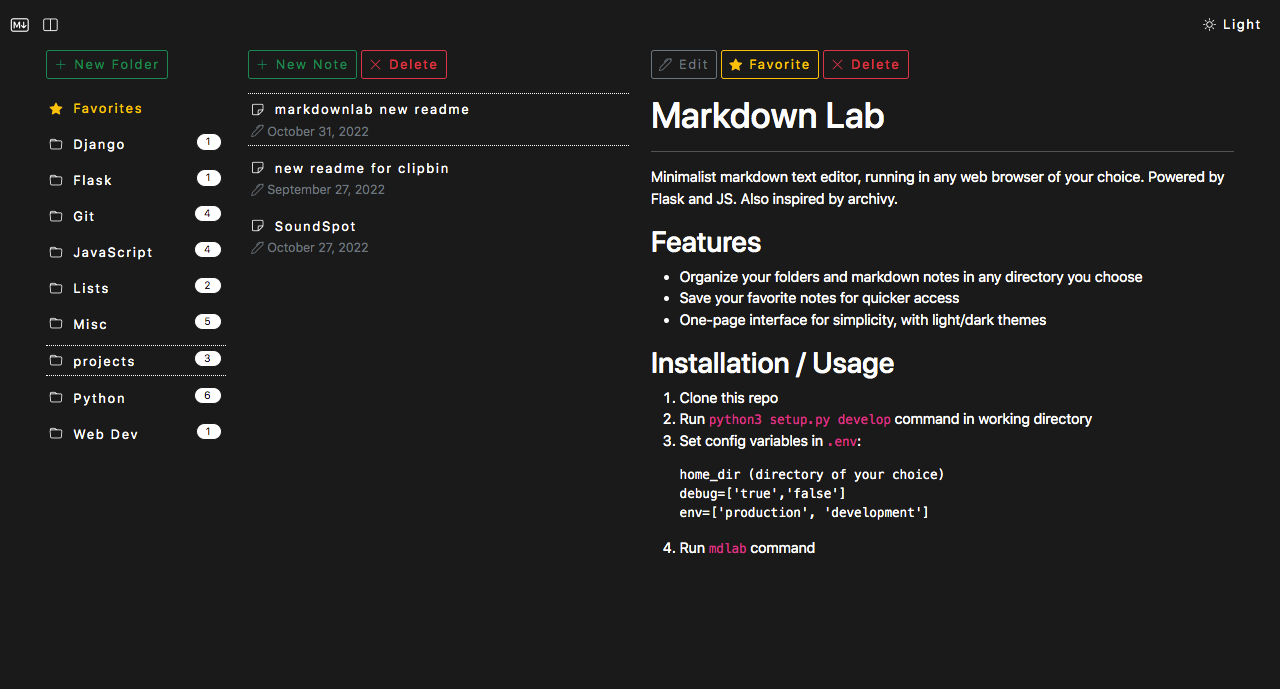 M↓ Light
New Folder
Favorites
Django 1
Flask 1
Git 4
JavaScript 4
Lists 2
Misc 5
projects 3
Python 6
Web Dev 1
New Note Delete
markdownlab new readme
October 31, 2022
new readme for clipbin
September 27, 2022
SoundSpot
October 27, 2022
Edit Favorite Delete
Markdown Lab
Minimalist markdown text editor, running in any web browser of your choice. Powered by
Flask and JS. Also inspired by archivy.
Features
• Organize your folders and markdown notes in any directory you choose
• Save your favorite notes for quicker access
• One-page interface for simplicity, with light/dark themes
Installation / Usage
1. Clone this repo
2. Run python3 setup.py develop command in working directory
3. Set config variables in .env:
home_dir (directory of your choice)
debug=['true','false']
env=['production', 'development']
4. Run mdlab command